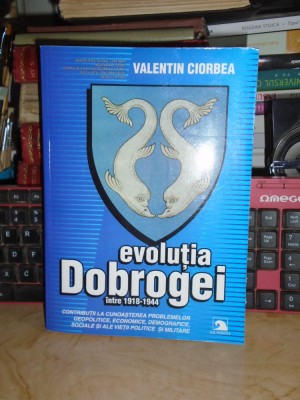 VALENTIN CIORBEA
evoluția
Dobrogei
între 1918-1944
CONTRIBUȚII LA CUNOAȘTEREA PROBLEMELOR
GEOPOLITICE, ECONOMICE, DEMOGRAFICE,
SOCIALE ȘI ALE VIEȚII POLITICE ȘI MILITARE
OMEGA